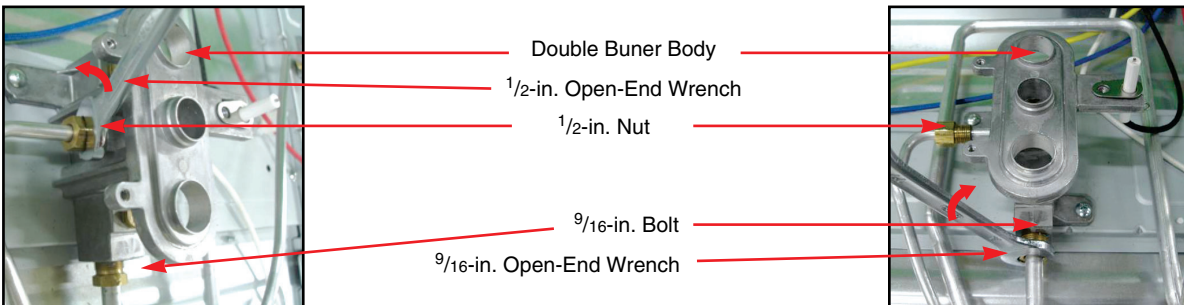 Double Buner Body
1/2-in. Open-End Wrench
1/2-in. Nut
9/16-in. Bolt
9/16-in. Open-End Wrench